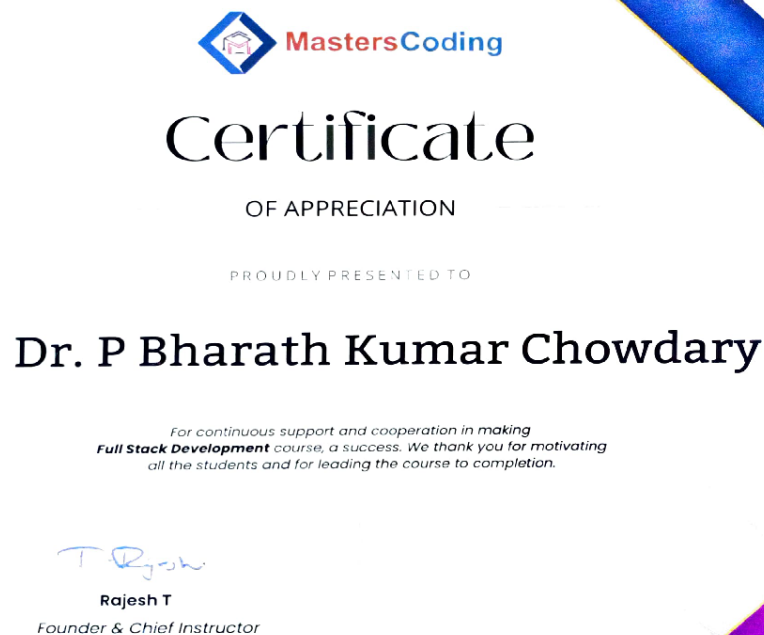 MastersCoding
Certificate
OF APPRECIATION
PROUDLY PRESENTED TO
Dr. P Bharath Kumar Chowdary
For continuous support and cooperation in making
Full Stack Development course, a success. We thank you for motivating
all the students and for leading the course to completion.
T. Rajesh
Rajesh T
Founder & Chief Instructor